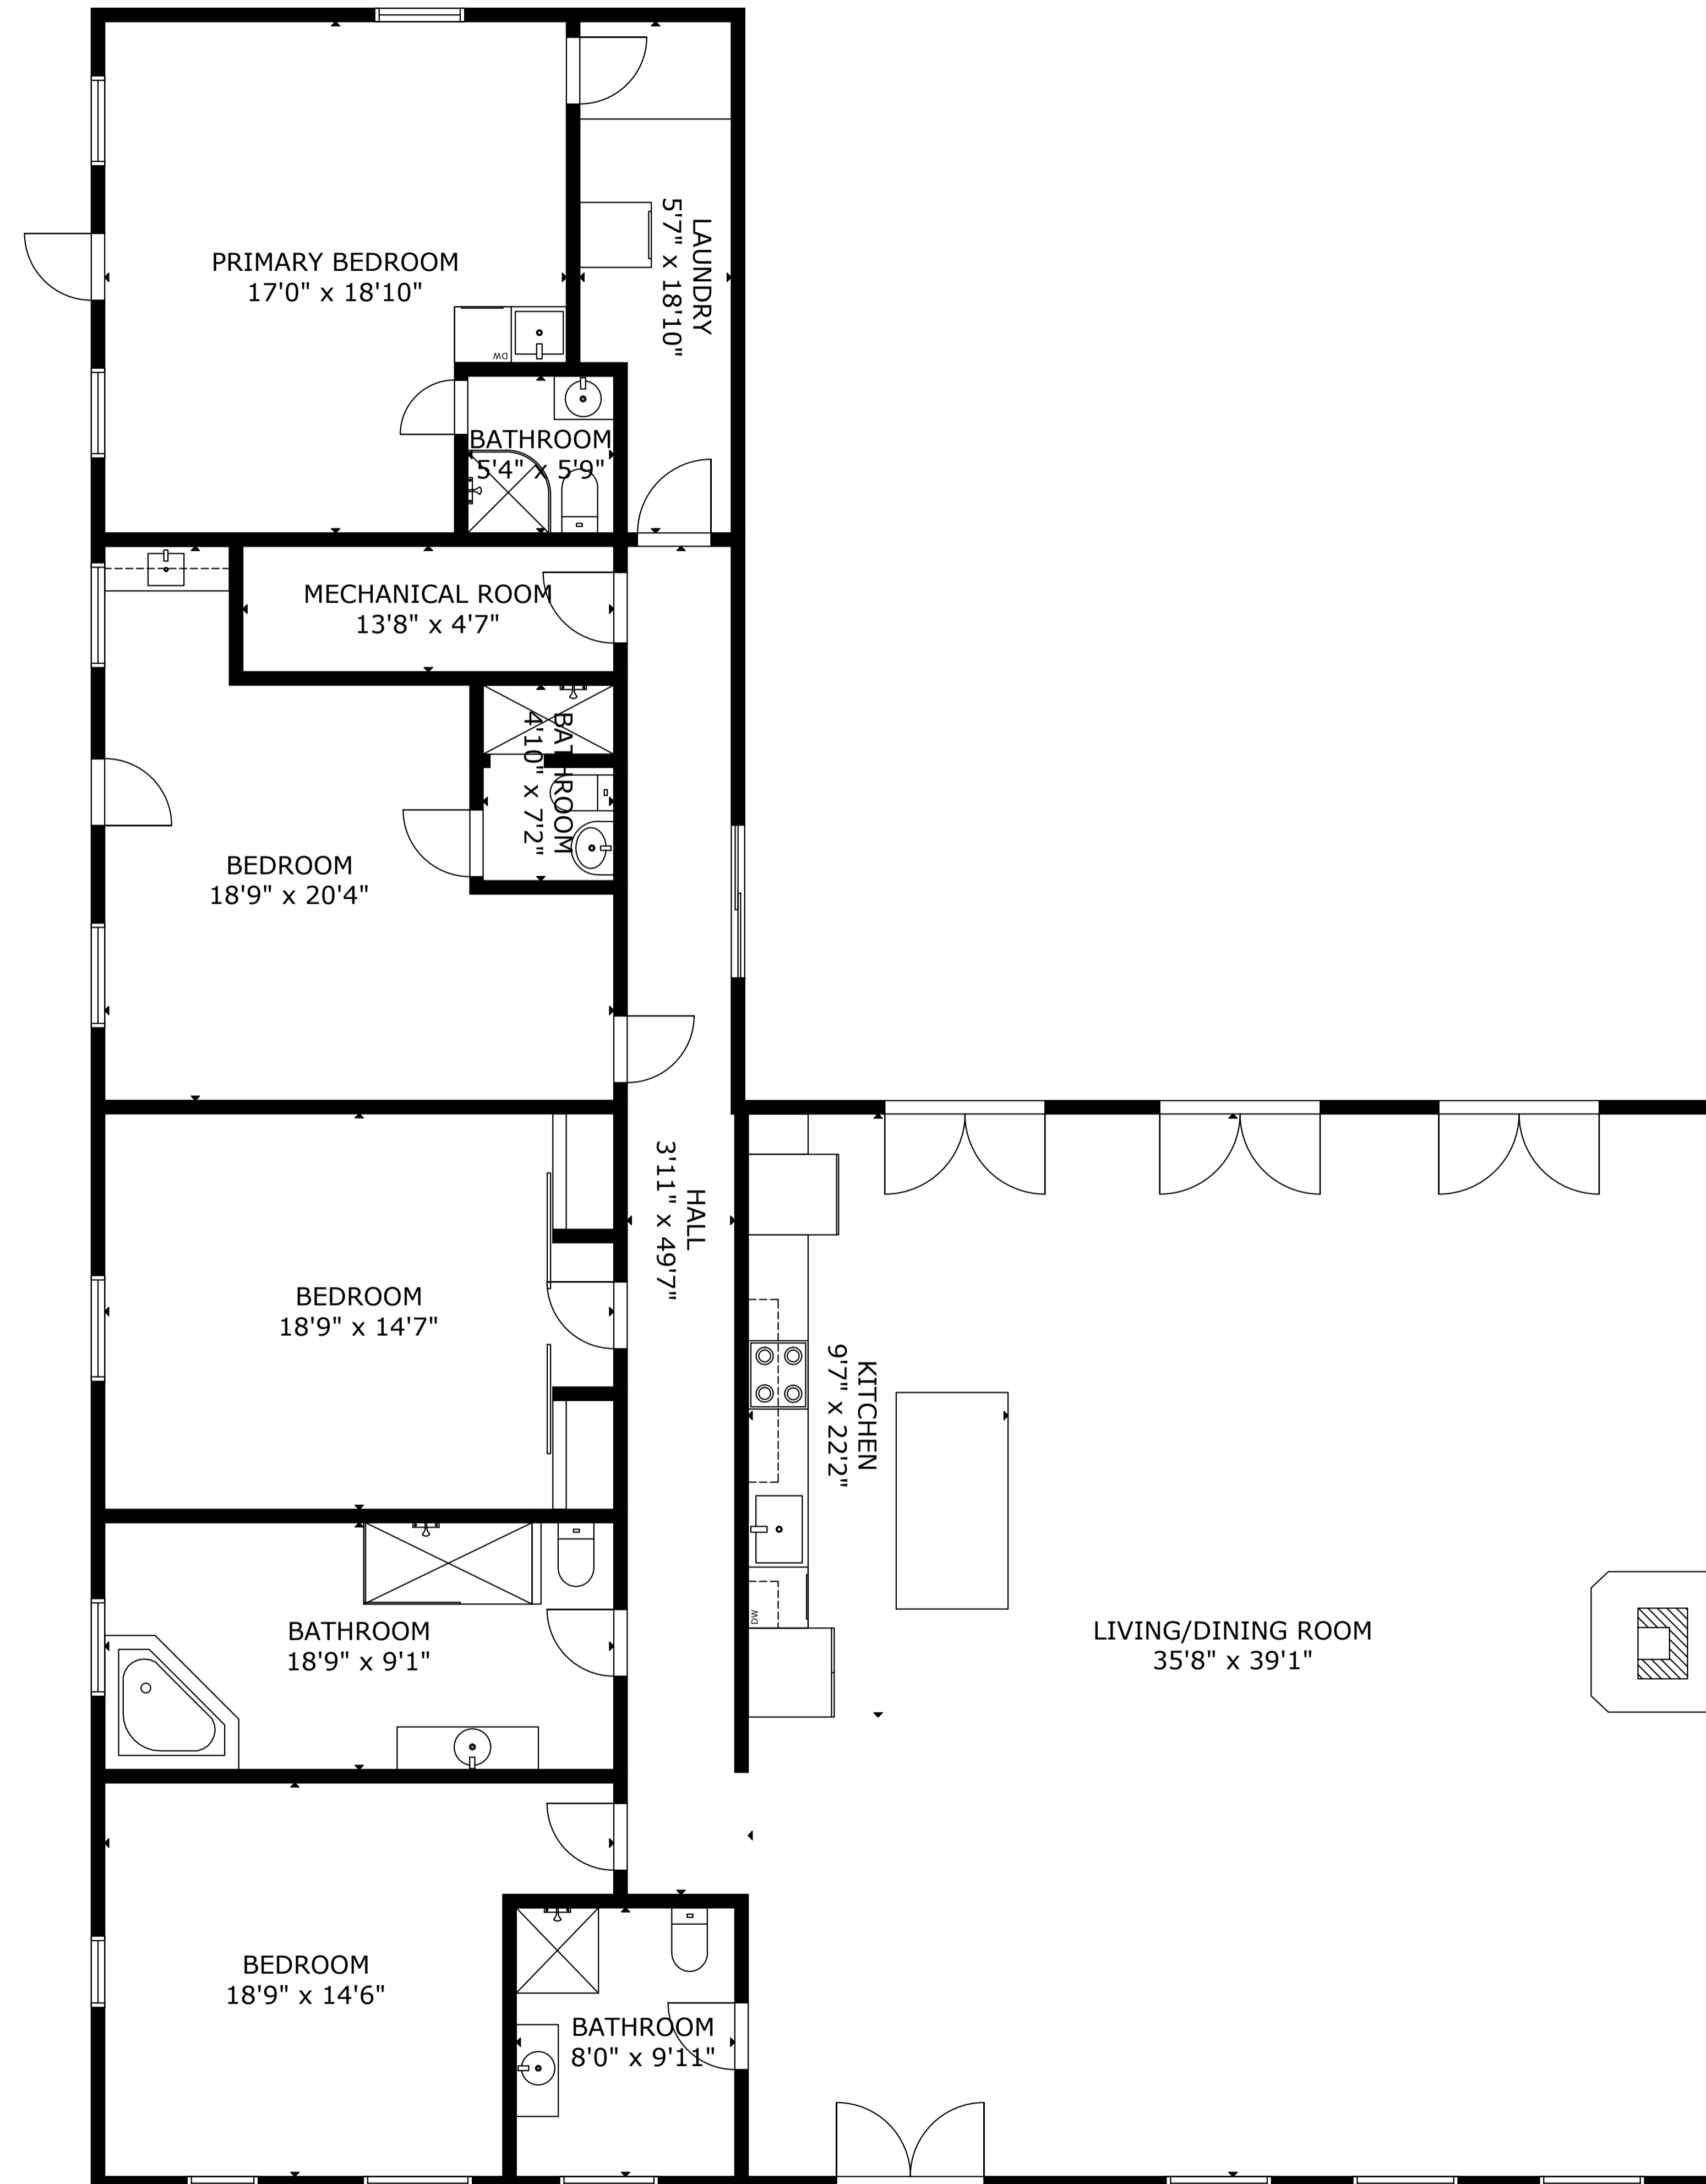 PRIMARY BEDROOM
17'0" x 18'10"
LAUNDRY
5'7" x 18'10"
DW
BATHROOM
5'4" x 5'9"
MECHANICAL ROOM
13'8" x 4'7"
BATHROOM
4'10" x 7'2"
BEDROOM
18'9" x 20'4"
HALL
3'11" x 49'7"
BEDROOM
18'9" x 14'7"
KITCHEN
9'7" x 22'2"
DW
BATHROOM
18'9" x 9'1"
LIVING/DINING ROOM
35'8" x 39'1"
BEDROOM
18'9" x 14'6"
BATHROOM
8'0" x 9'11"